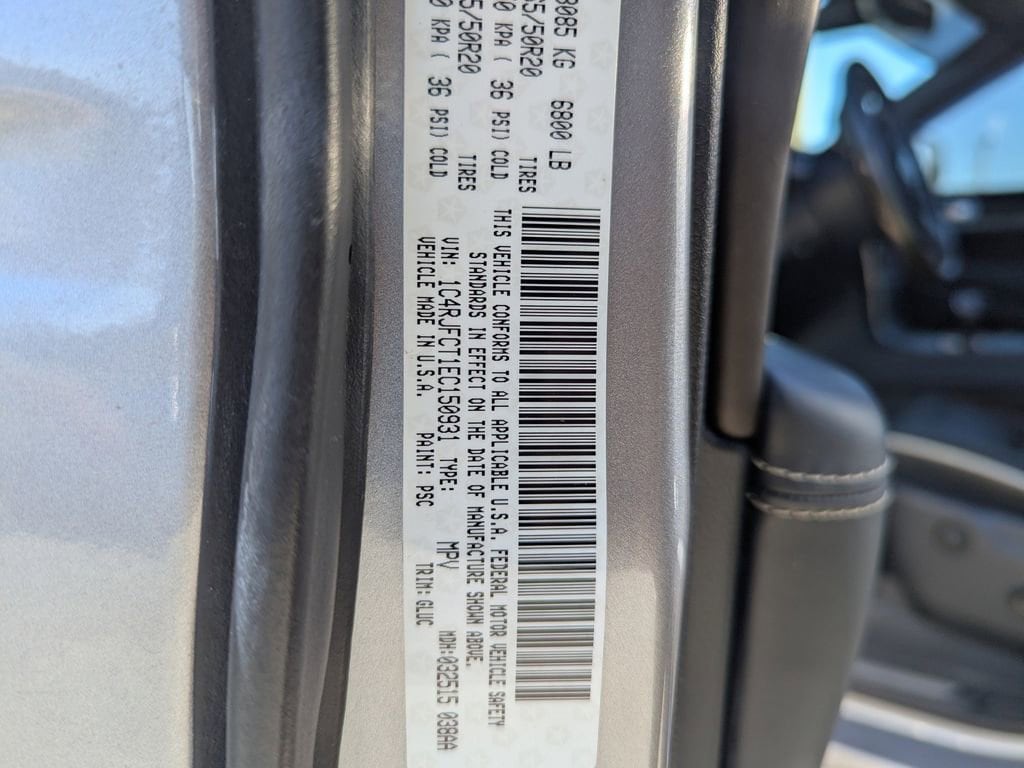 3085 KG 6800 LB
65/50R20 TIRES
0 KPA ( 36 PSI) COLD
5/50R20 TIRES
0 KPA ( 36 PSI) COLD
THIS VEHICLE CONFORMS TO ALL APPLICABLE U.S.A. FEDERAL MOTOR VEHICLE SAFETY
STANDARDS IN EFFECT ON THE DATE OF MANUFACTURE SHOWN ABOVE.
VIN: 1C4RJFCT1EC150931 TYPE: MPV MDH:032515 038AA
VEHICLE MADE IN U.S.A. PAINT: PSC TRIM: GLUC